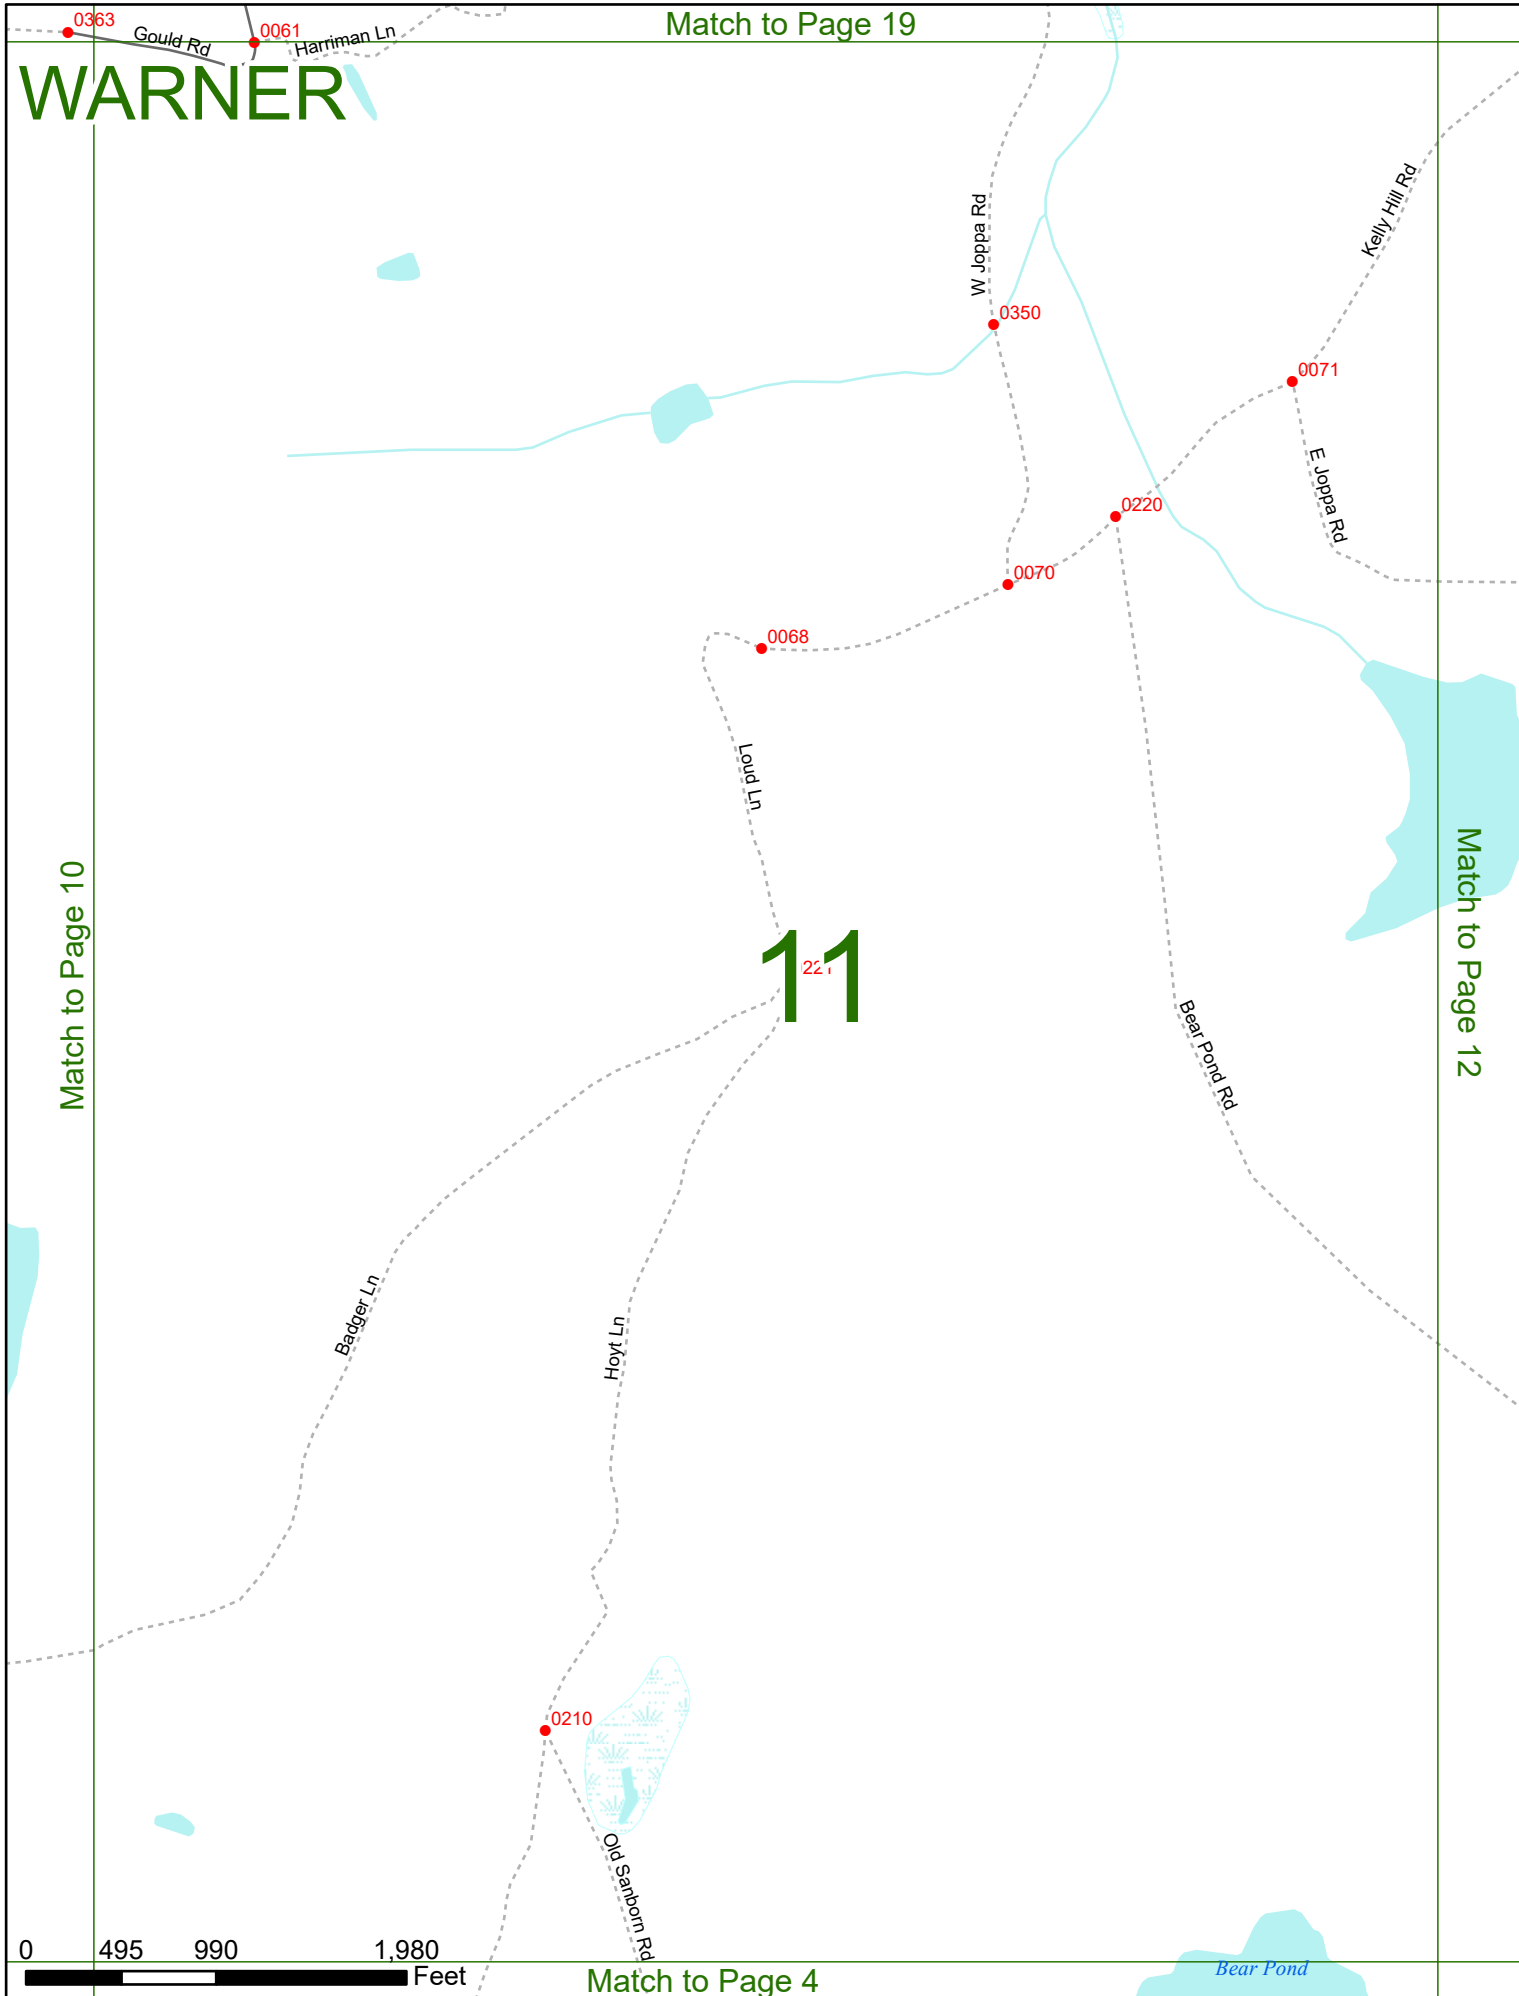 Match to Page 19
0363
Gould Rd
0061
Harriman Ln
WARNER
W Joppa Rd
Kelly Hill Rd
0350
0071
E Joppa Rd
0220
0070
0068
Loud Ln
Match to Page 10
11
Match to Page 12
Bear Pond Rd
Badger Ln
Hoyt Ln
0210
Old Sanborn Rd
0 495 990 1,980
Feet
Match to Page 4
Bear Pond